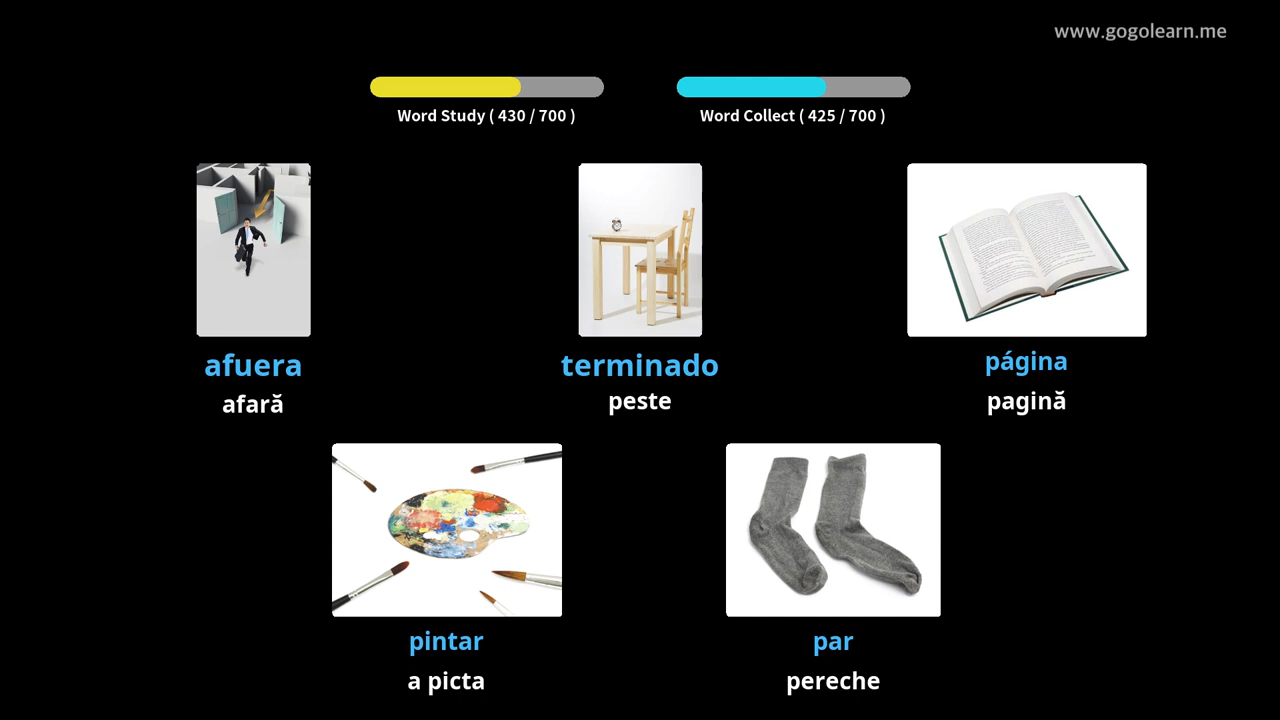 www.gogolearn.me
Word Study ( 430 / 700 )
Word Collect ( 425 / 700 )
afuera
afară
terminado
peste
página
pagină
pintar
a picta
par
pereche